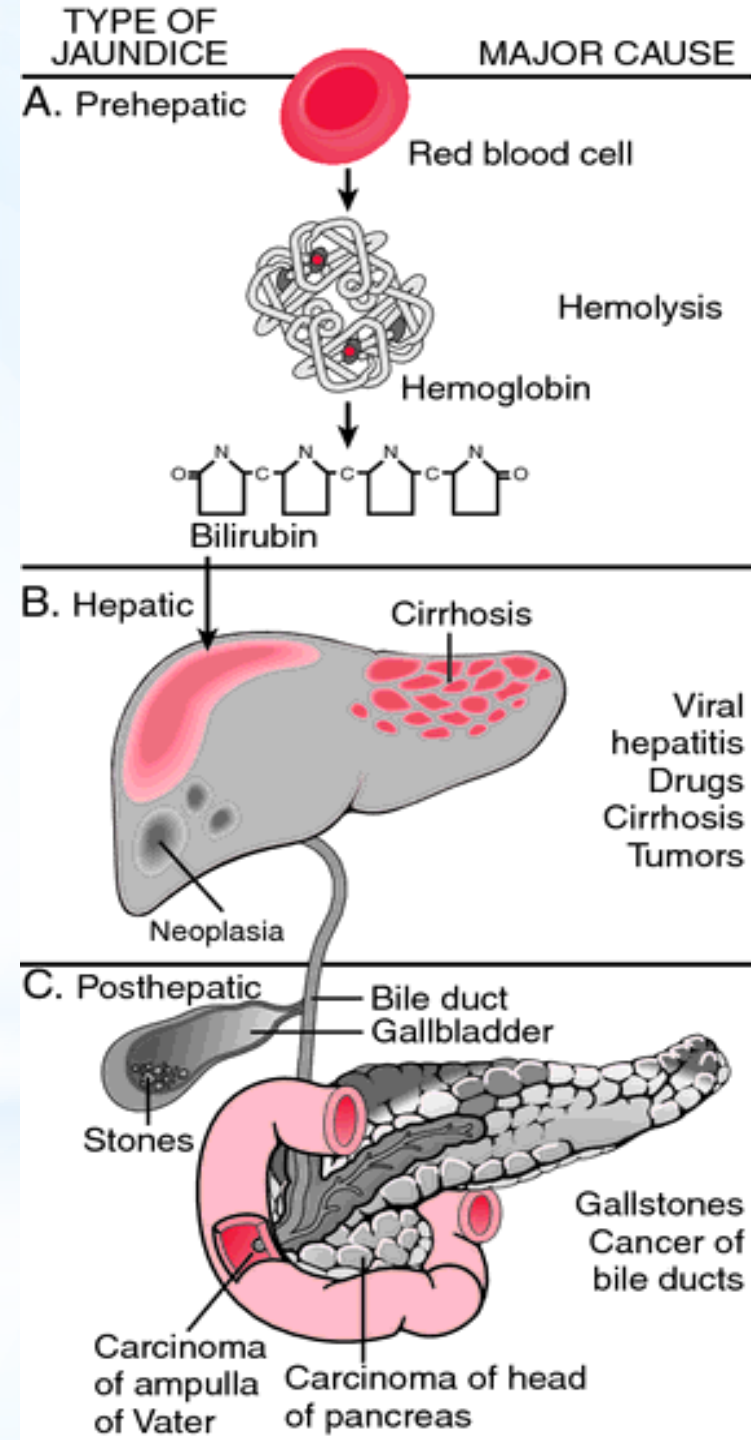 TYPE OF
JAUNDICE
MAJOR CAUSE
A. Prehepatic
Red blood cell
Hemolysis
Hemoglobin
N N N N
O C C C O
Bilirubin
B. Hepatic
Cirrhosis
Viral
hepatitis
Drugs
Cirrhosis
Tumors
Neoplasia
C. Posthepatic
Bile duct
Gallbladder
Stones
Gallstones
Cancer of
bile ducts
Carcinoma
of ampulla
of Vater
Carcinoma of head
of pancreas